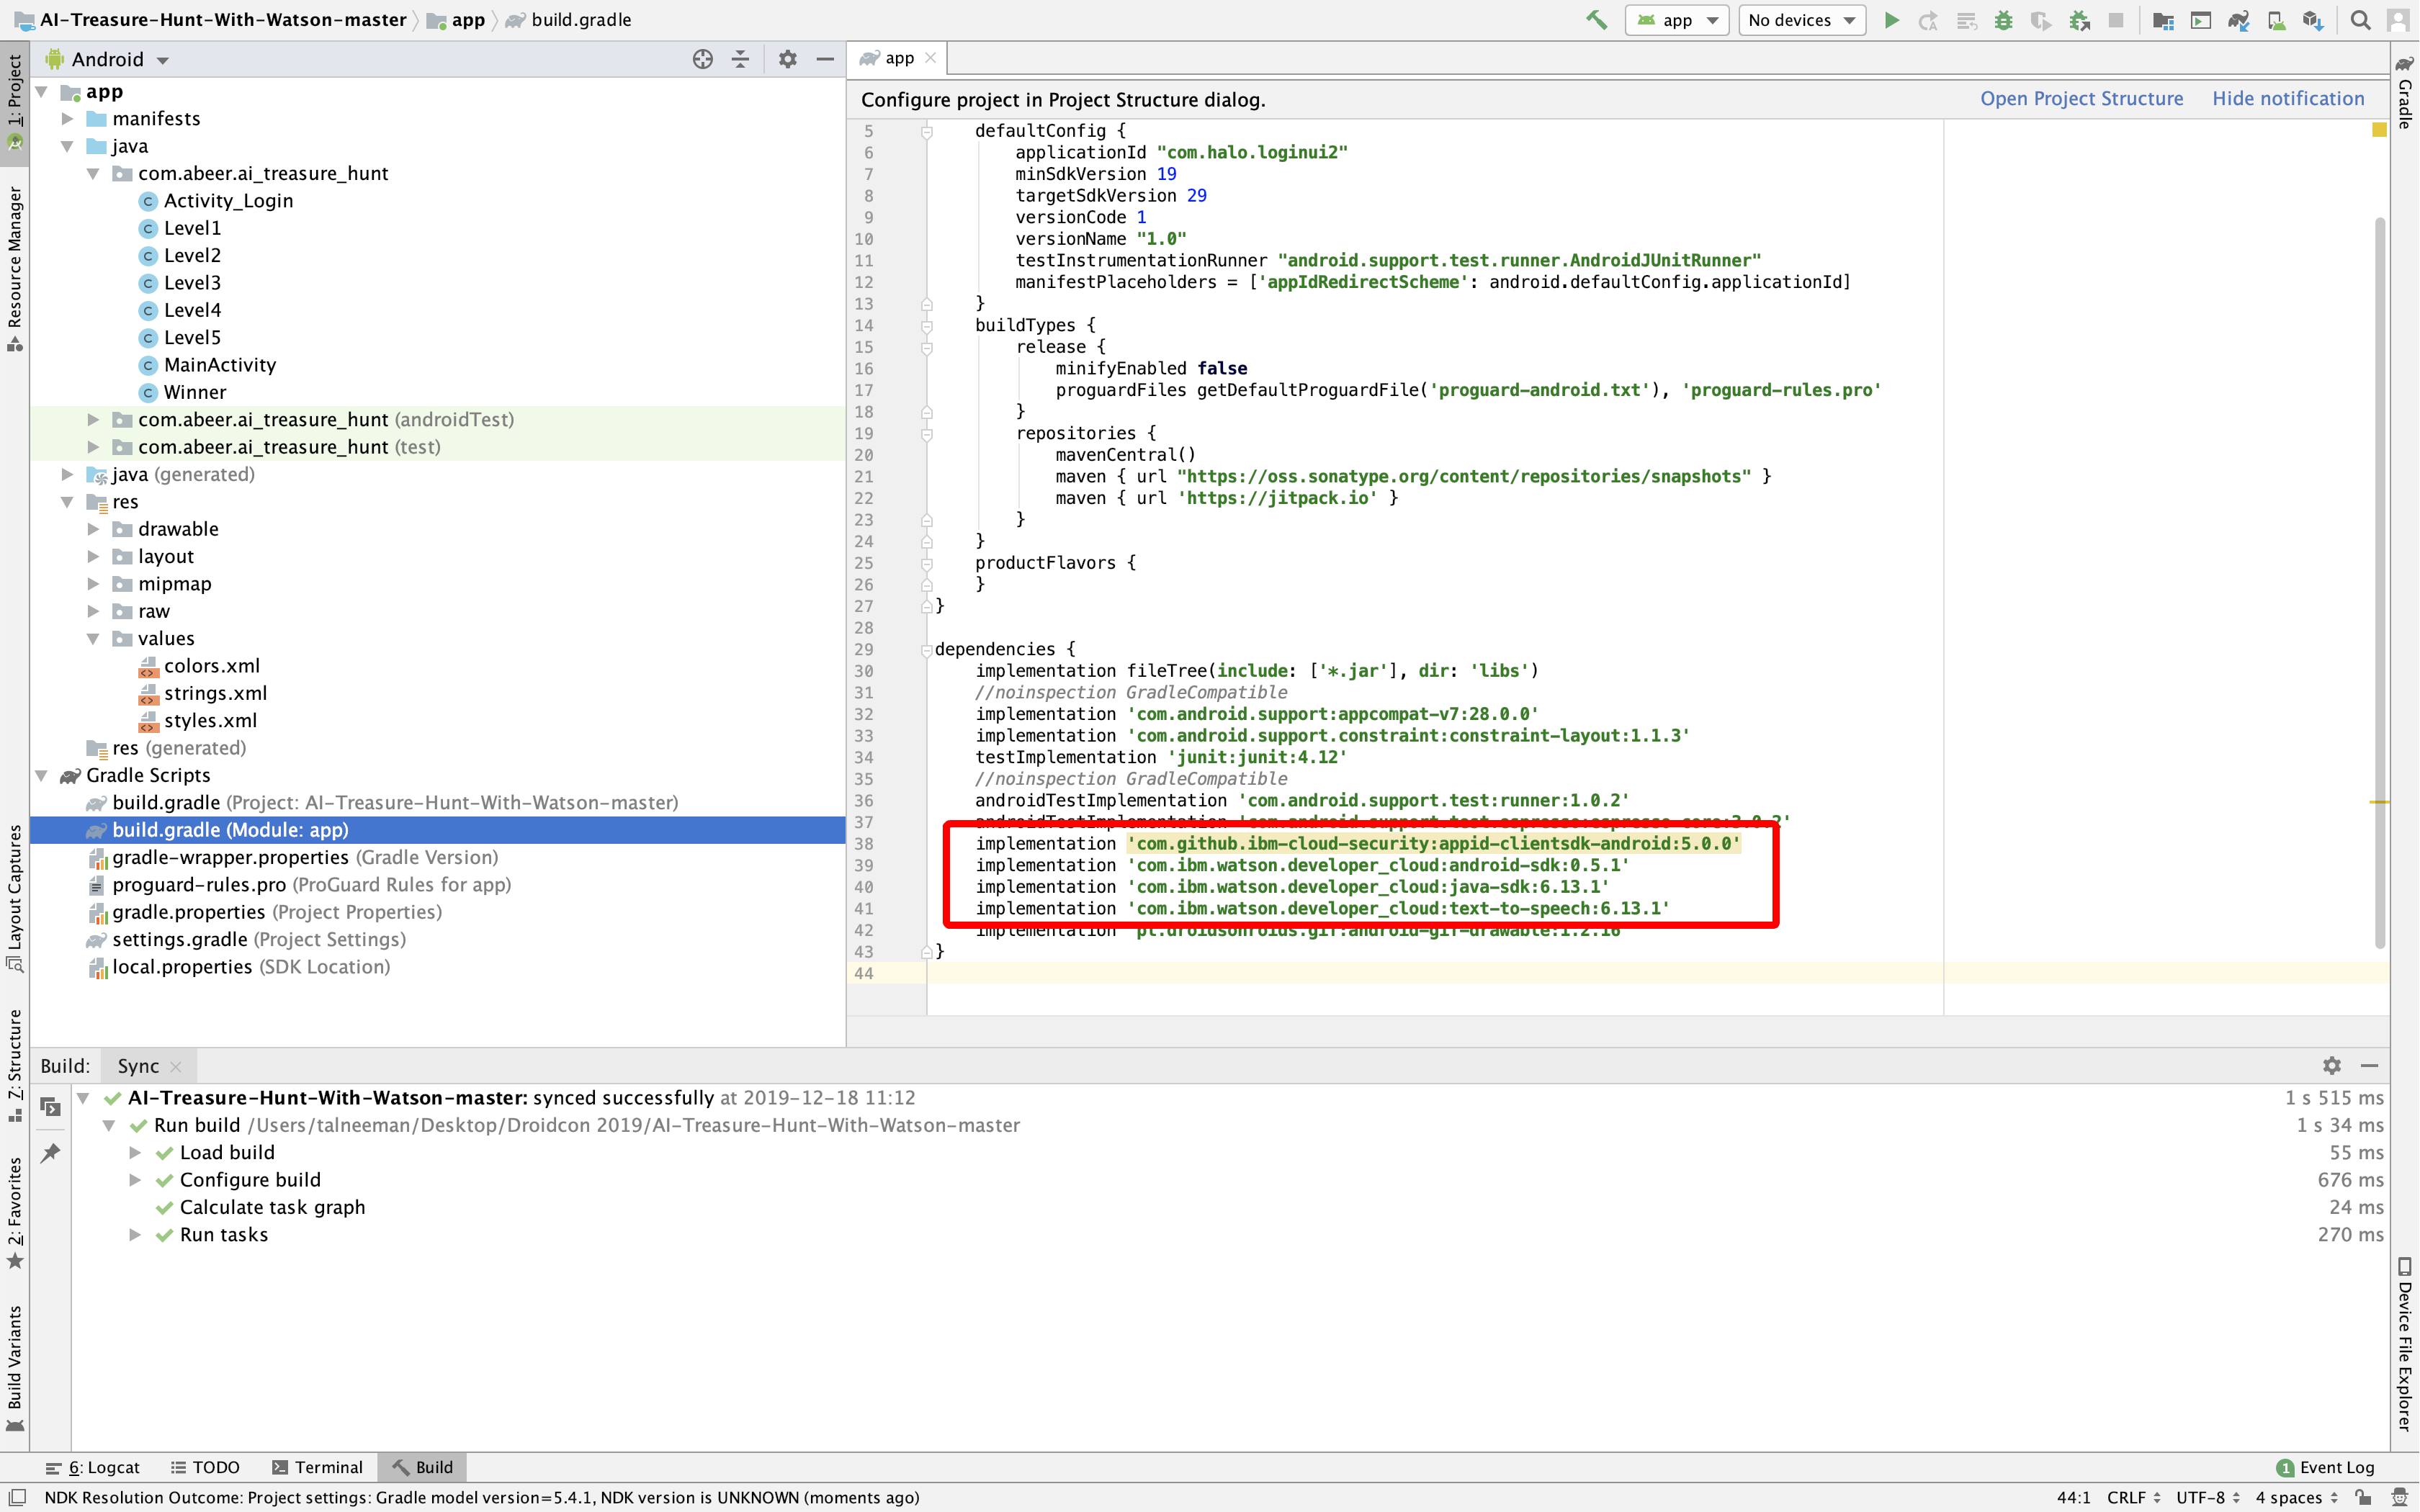 AI-Treasure-Hunt-With-Watson-master app build.gradle app No devices
1: Project
Resource Manager
Layout Captures
7: Structure
2: Favorites
Build Variants
Android
app
manifests
java
com.abeer.ai_treasure_hunt
Activity_Login
Level1
Level2
Level3
Level4
Level5
MainActivity
Winner
com.abeer.ai_treasure_hunt (androidTest)
com.abeer.ai_treasure_hunt (test)
java (generated)
res
drawable
layout
mipmap
raw
values
colors.xml
strings.xml
styles.xml
res (generated)
Gradle Scripts
build.gradle (Project: AI-Treasure-Hunt-With-Watson-master)
build.gradle (Module: app)
gradle-wrapper.properties (Gradle Version)
proguard-rules.pro (ProGuard Rules for app)
gradle.properties (Project Properties)
settings.gradle (Project Settings)
local.properties (SDK Location)
app
Configure project in Project Structure dialog. Open Project Structure Hide notification
5 defaultConfig {
6 applicationId "com.halo.loginui2"
7 minSdkVersion 19
8 targetSdkVersion 29
9 versionCode 1
10 versionName "1.0"
11 testInstrumentationRunner "android.support.test.runner.AndroidJUnitRunner"
12 manifestPlaceholders = ['appIdRedirectScheme': android.defaultConfig.applicationId]
13 }
14 buildTypes {
15 release {
16 minifyEnabled false
17 proguardFiles getDefaultProguardFile('proguard-android.txt'), 'proguard-rules.pro'
18 }
19 repositories {
20 mavenCentral()
21 maven { url "https://oss.sonatype.org/content/repositories/snapshots" }
22 maven { url 'https://jitpack.io' }
23 }
24 }
25 productFlavors {
26 }
27 }
28
29 dependencies {
30 implementation fileTree(include: ['*.jar'], dir: 'libs')
31 //noinspection GradleCompatible
32 implementation 'com.android.support:appcompat-v7:28.0.0'
33 implementation 'com.android.support.constraint:constraint-layout:1.1.3'
34 testImplementation 'junit:junit:4.12'
35 //noinspection GradleCompatible
36 androidTestImplementation 'com.android.support.test:runner:1.0.2'
37 androidTestImplementation 'com.android.support.test.espresso:espresso-core:3.0.2'
38 implementation 'com.github.ibm-cloud-security:appid-clientsdk-android:5.0.0'
39 implementation 'com.ibm.watson.developer_cloud:android-sdk:0.5.1'
40 implementation 'com.ibm.watson.developer_cloud:java-sdk:6.13.1'
41 implementation 'com.ibm.watson.developer_cloud:text-to-speech:6.13.1'
42 implementation 'pl.droidsonroids.gif:android-gif-drawable:1.2.16'
43 }
44
Gradle
Device File Explorer
Build: Sync
AI-Treasure-Hunt-With-Watson-master: synced successfully at 2019-12-18 11:12 1 s 515 ms
Run build /Users/talneeman/Desktop/Droidcon 2019/AI-Treasure-Hunt-With-Watson-master 1 s 34 ms
Load build 55 ms
Configure build 676 ms
Calculate task graph 24 ms
Run tasks 270 ms
6: Logcat TODO Terminal Build 1 Event Log
NDK Resolution Outcome: Project settings: Gradle model version=5.4.1, NDK version is UNKNOWN (moments ago) 44:1 CRLF UTF-8 4 spaces